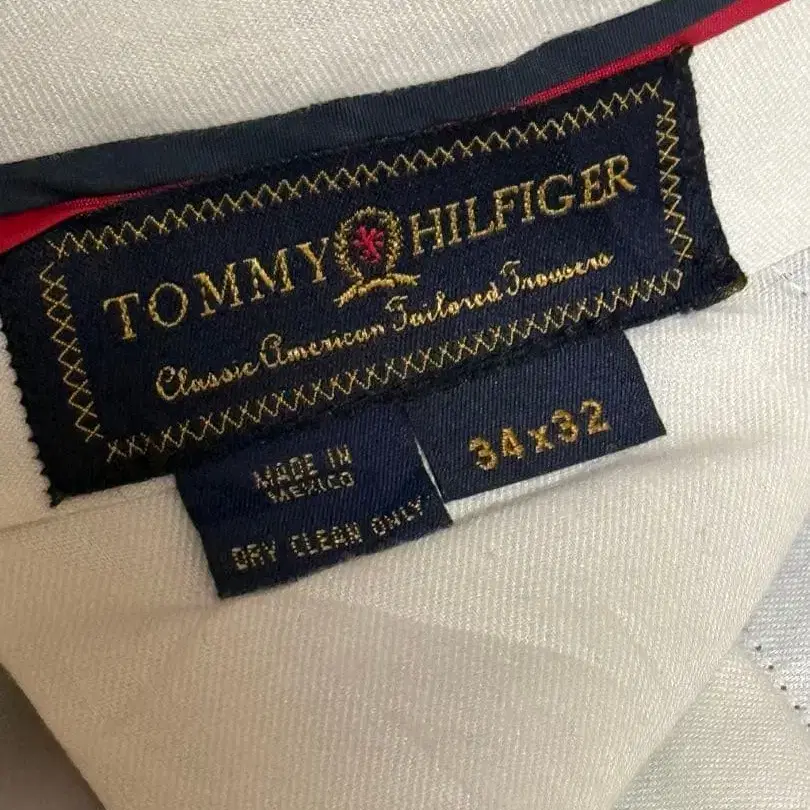 TOMMY HILFIGER
Classic American Tailored Trousers
34x32
MADE IN
MEXICO
DRY CLEAN ONLY